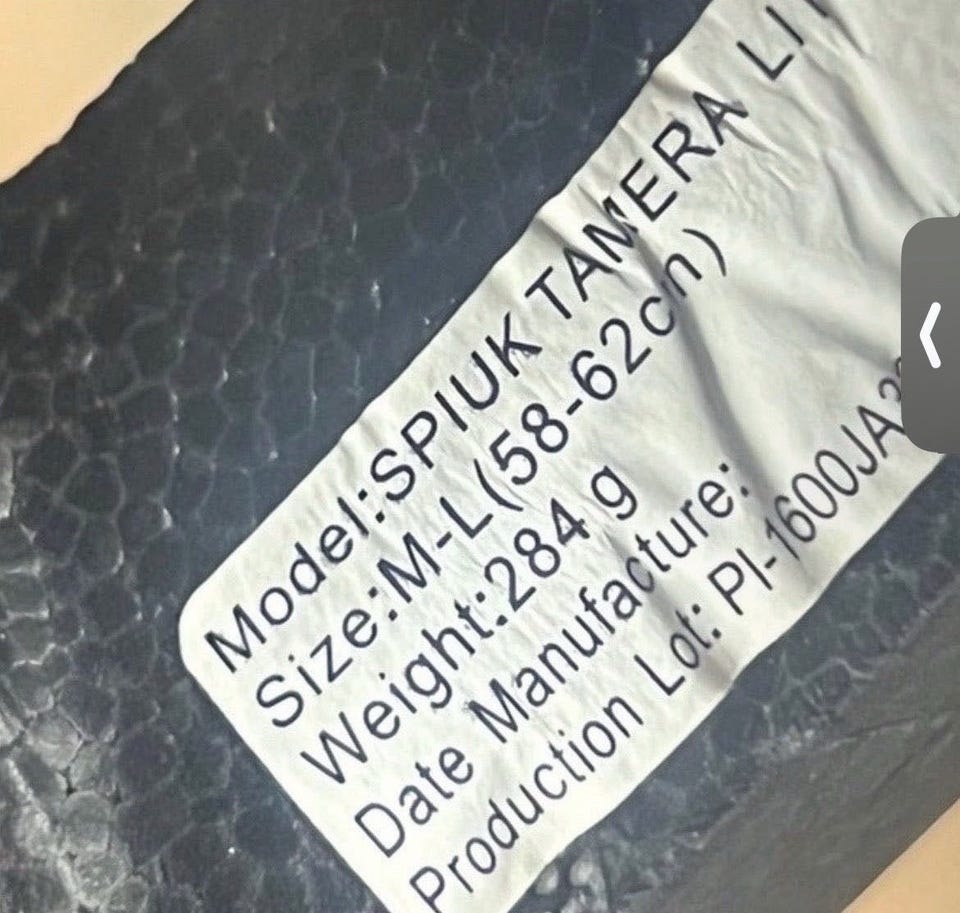 Model:SPIUK TAMERA
Size:M-L(58-62cm)
Weight:284 g
Date Manufacture:
Production Lot: PI-1600JA